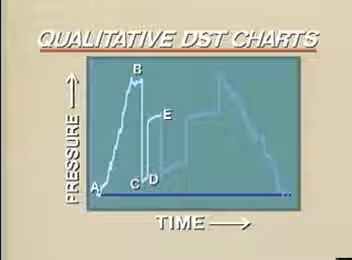 QUALITATIVE DST CHARTS
B
E
A
C D
PRESSURE
TIME